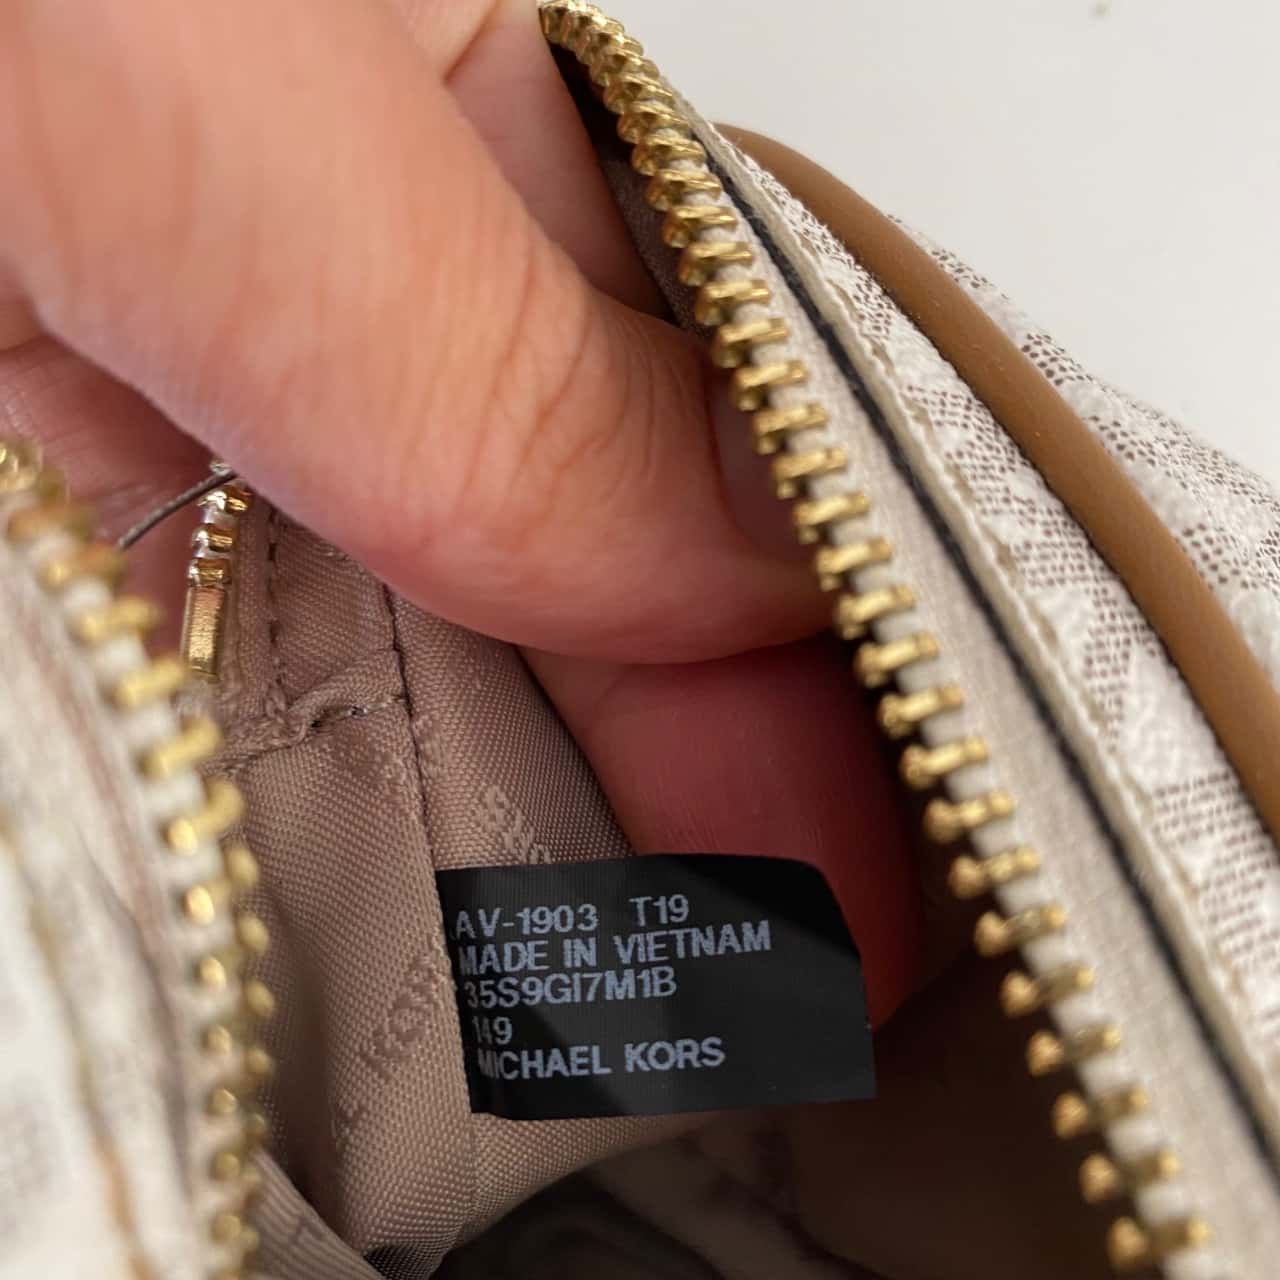 AV-1903 T19
MADE IN VIETNAM
35S9GI7M1B
149
MICHAEL KORS